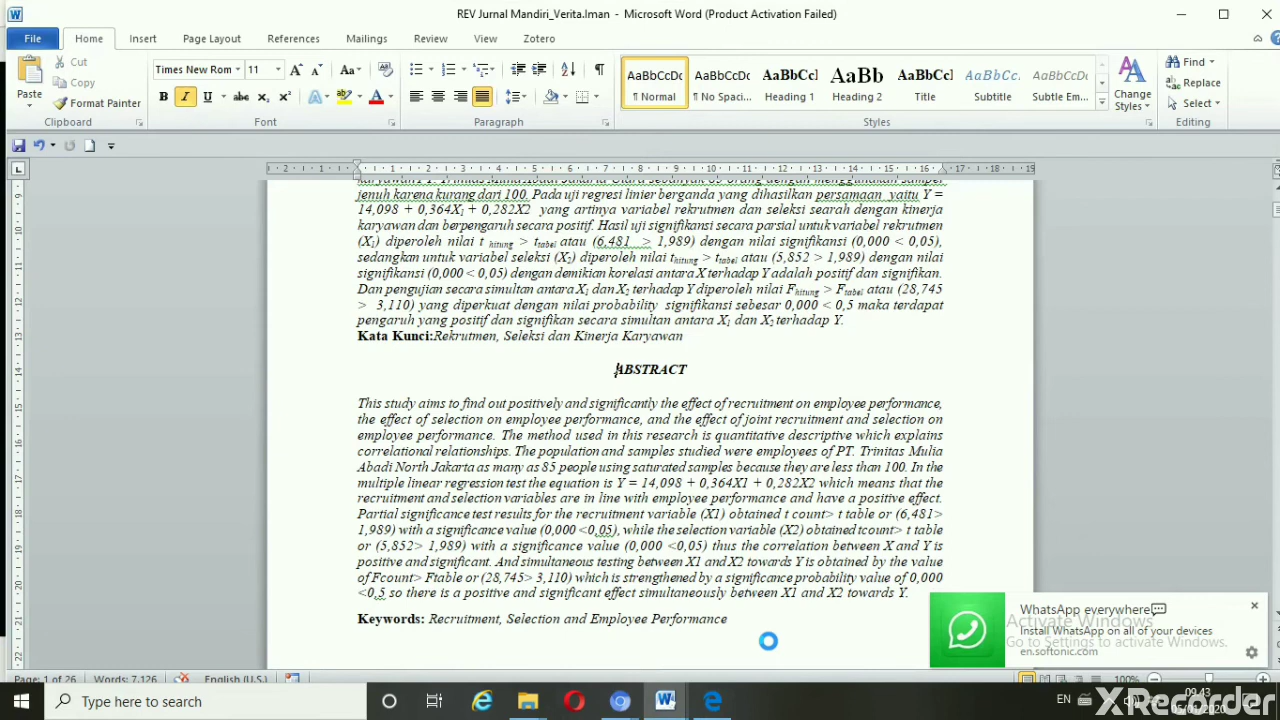 REV Jurnal Mandiri_Verita.Iman - Microsoft Word (Product Activation Failed)
File Home Insert Page Layout References Mailings Review View Zotero
Paste Cut Copy Format Painter
Clipboard
Times New Rom 11
Font
Paragraph
AaBbCcDc AaBbCcDc AaBbCc] AaBb AaBbCc] AaBbCcDc AaBbCcDc
¶ Normal ¶ No Spaci... Heading 1 Heading 2 Title Subtitle Subtle Em...
Change Styles
Styles
Find
Replace
Select
Editing
jenuh karena kurang dari 100. Pada uji regresi linier berganda yang dihasilkan persamaan yaitu Y =
14,098 + 0,364X1 + 0,282X2 yang artinya variabel rekrutmen dan seleksi searah dengan kinerja
karyawan dan berpengaruh secara positif. Hasil uji signifikansi secara parsial untuk variabel rekrutmen
(X1) diperoleh nilai t hitung > ttabel atau (6,481 > 1,989) dengan nilai signifikansi (0,000 < 0,05),
sedangkan untuk variabel seleksi (X2) diperoleh nilai thitung > ttabel atau (5,852 > 1,989) dengan nilai
signifikansi (0,000 < 0,05) dengan demikian korelasi antara X terhadap Y adalah positif dan signifikan.
Dan pengujian secara simultan antara X1 dan X2 terhadap Y diperoleh nilai Fhitung > Ftabel atau (28,745
> 3,110) yang diperkuat dengan nilai probability signifikansi sebesar 0,000 < 0,5 maka terdapat
pengaruh yang positif dan signifikan secara simultan antara X1 dan X2 terhadap Y.
Kata Kunci:Rekrutmen, Seleksi dan Kinerja Karyawan
ABSTRACT
This study aims to find out positively and significantly the effect of recruitment on employee performance,
the effect of selection on employee performance, and the effect of joint recruitment and selection on
employee performance. The method used in this research is quantitative descriptive which explains
correlational relationships. The population and samples studied were employees of PT. Trinitas Mulia
Abadi North Jakarta as many as 85 people using saturated samples because they are less than 100. In the
multiple linear regression test the equation is Y = 14,098 + 0,364X1 + 0,282X2 which means that the
recruitment and selection variables are in line with employee performance and have a positive effect.
Partial significance test results for the recruitment variable (X1) obtained t count> t table or (6,481>
1,989) with a significance value (0,000 <0,05), while the selection variable (X2) obtained tcount> t table
or (5,852> 1,989) with a significance value (0,000 <0,05) thus the correlation between X and Y is
positive and significant. And simultaneous testing between X1 and X2 towards Y is obtained by the value
of Fcount> Ftable or (28,745> 3,110) which is strengthened by a significance probability value of 0,000
<0,5 so there is a positive and significant effect simultaneously between X1 and X2 towards Y.
Keywords: Recruitment, Selection and Employee Performance
WhatsApp everywhere
Install WhatsApp on all of your devices
en.softonic.com
Activate Windows
Go to Settings to activate Windows.
Page: 1 of 26 Words: 7.126 English (U.S.) 100%
Type here to search
EN 09.43
05/01/2020
XRecorder